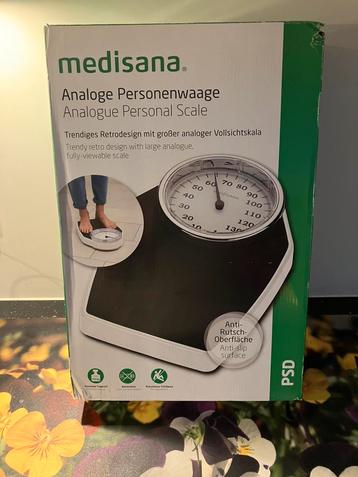 medisana®
Analoge Personenwaage
Analogue Personal Scale
Trendiges Retrodesign mit großer analoger Vollsichtskala
Trendy retro design with large analogue,
fully-viewable scale
60 70
50 80
40 90
30 100
20 110
10 120
130
Anti-
Rutsch-
Oberfläche
Anti-slip
surface
PSD